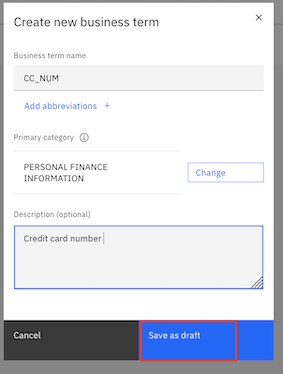 Create new business term
Business term name
CC_NUM
Add abbreviations +
Primary category
PERSONAL FINANCE
INFORMATION
Change
Description (optional)
Credit card number
Cancel
Save as draft